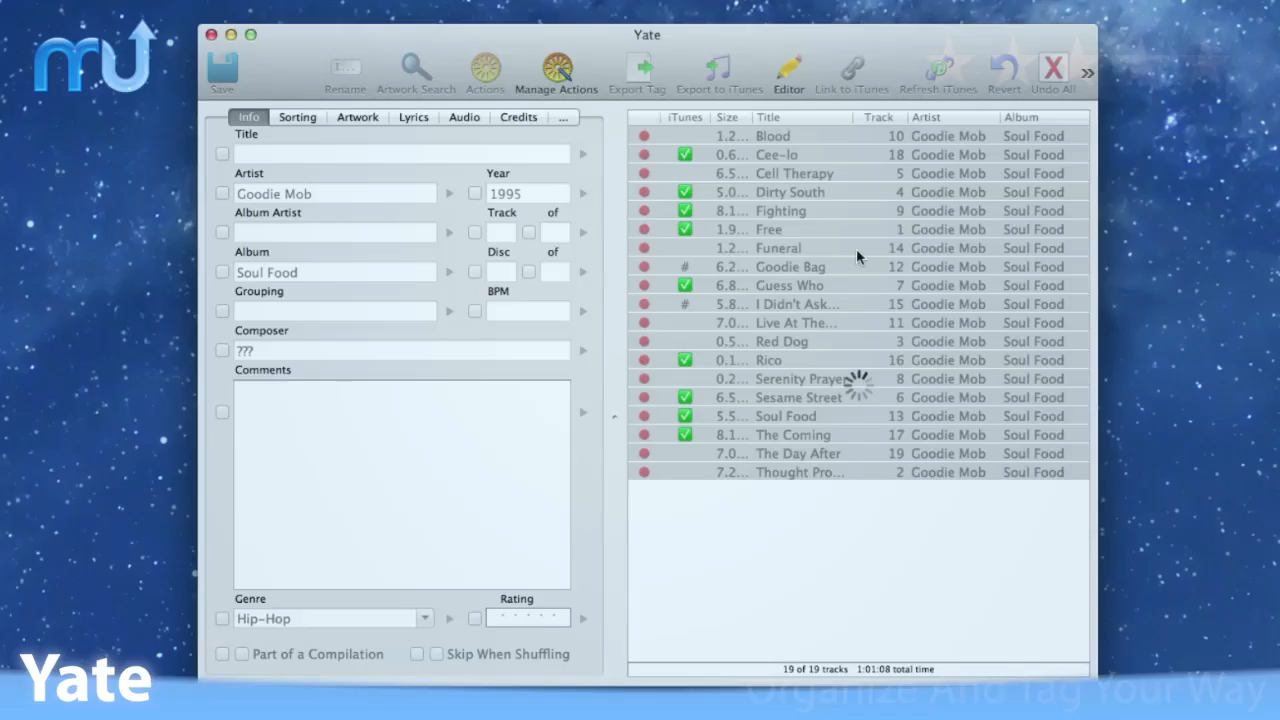 mu
Yate
Save
Rename Artwork Search Actions Manage Actions Export Tag Export to iTunes Editor Link to iTunes Refresh iTunes Revert Undo All »
Info Sorting Artwork Lyrics Audio Credits ...
Title
Artist Year
Goodie Mob 1995
Album Artist Track of
Album Disc of
Soul Food
Grouping BPM
Composer
???
Comments
Genre Rating
Hip-Hop
Part of a Compilation Skip When Shuffling
iTunes Size Title Track Artist Album
1.2... Blood 10 Goodie Mob Soul Food
0.6... Cee-lo 18 Goodie Mob Soul Food
6.5... Cell Therapy 5 Goodie Mob Soul Food
5.0... Dirty South 4 Goodie Mob Soul Food
8.1... Fighting 9 Goodie Mob Soul Food
1.9... Free 1 Goodie Mob Soul Food
1.2... Funeral 14 Goodie Mob Soul Food
# 6.2... Goodie Bag 12 Goodie Mob Soul Food
6.8... Guess Who 7 Goodie Mob Soul Food
# 5.8... I Didn't Ask... 15 Goodie Mob Soul Food
7.0... Live At The... 11 Goodie Mob Soul Food
0.5... Red Dog 3 Goodie Mob Soul Food
0.1... Rico 16 Goodie Mob Soul Food
0.2... Serenity Prayer 8 Goodie Mob Soul Food
6.5... Sesame Street 6 Goodie Mob Soul Food
5.5... Soul Food 13 Goodie Mob Soul Food
8.1... The Coming 17 Goodie Mob Soul Food
7.0... The Day After 19 Goodie Mob Soul Food
7.2... Thought Pro... 2 Goodie Mob Soul Food
19 of 19 tracks 1:01:08 total time
Yate
Organize And Tag Your Way